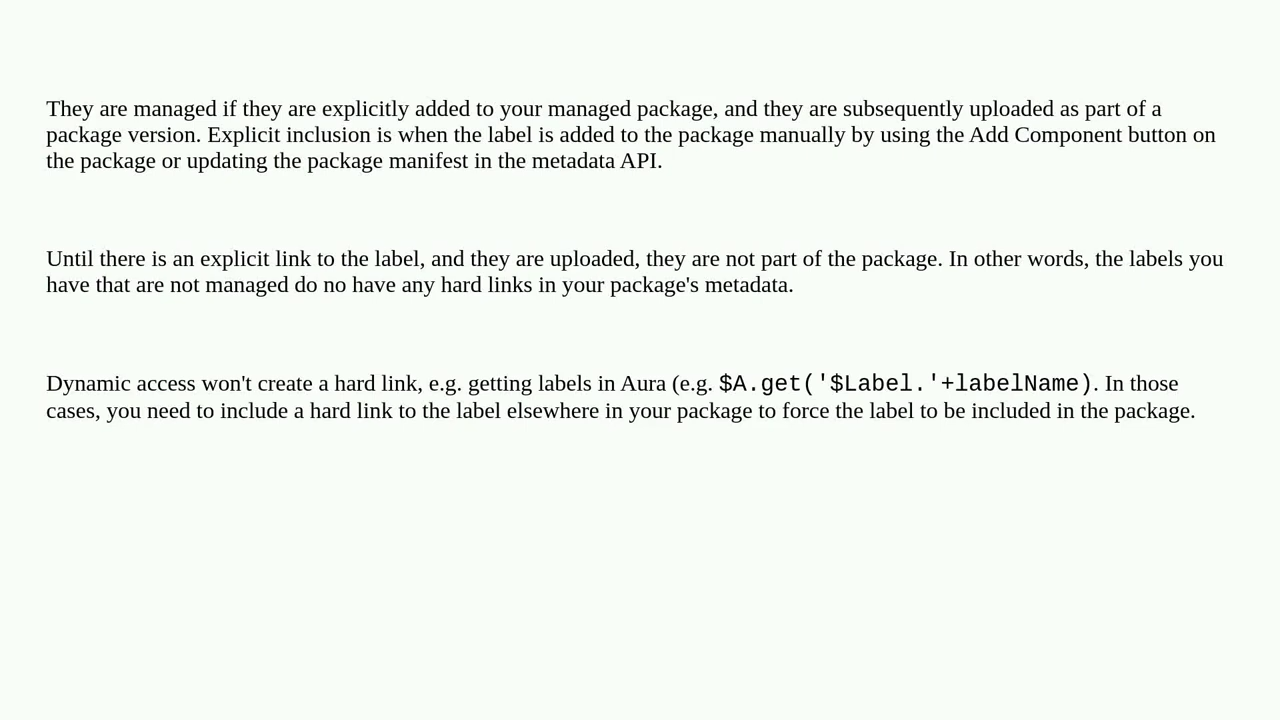 They are managed if they are explicitly added to your managed package, and they are subsequently uploaded as part of a
package version. Explicit inclusion is when the label is added to the package manually by using the Add Component button on
the package or updating the package manifest in the metadata API.
Until there is an explicit link to the label, and they are uploaded, they are not part of the package. In other words, the labels you
have that are not managed do no have any hard links in your package's metadata.
Dynamic access won't create a hard link, e.g. getting labels in Aura (e.g. $A.get('$Label.'+labelName). In those
cases, you need to include a hard link to the label elsewhere in your package to force the label to be included in the package.